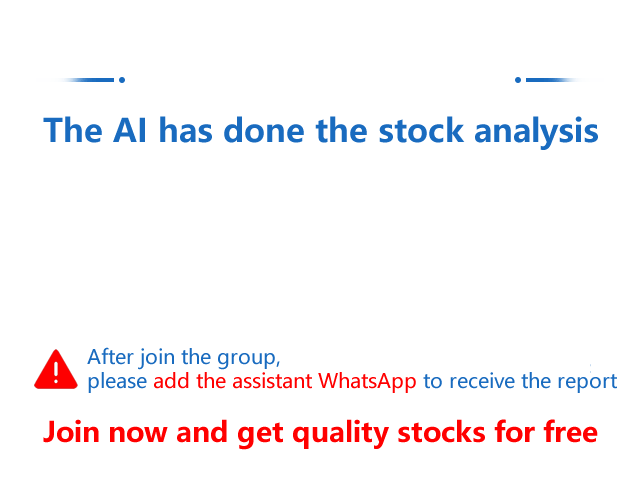 The AI has done the stock analysis
After join the group,
please add the assistant WhatsApp to receive the report
Join now and get quality stocks for free